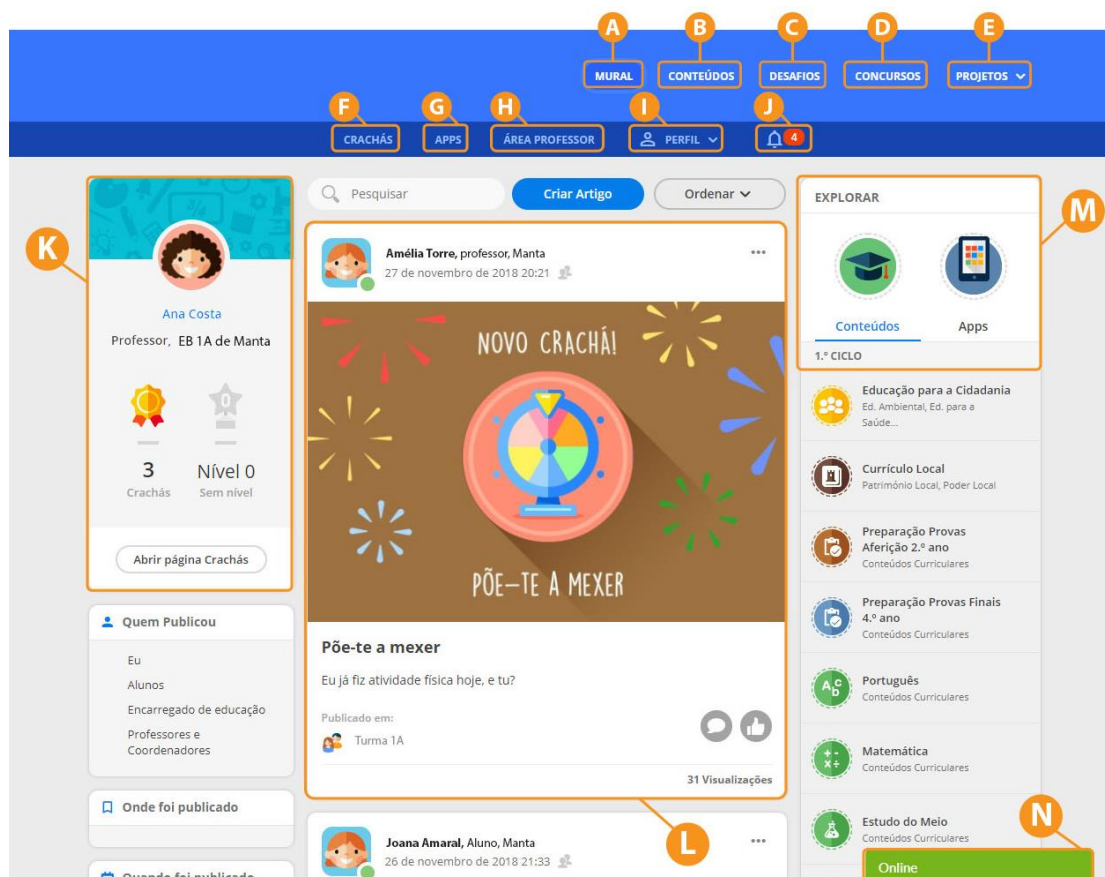 A
B
C
D
E
MURAL CONTEÚDOS DESAFIOS CONCURSOS PROJETOS
F
G
H
I
J
CRACHÁS APPS ÁREA PROFESSOR PERFIL 4
K
Ana Costa
Professor, EB 1A de Manta
0
3
Crachás
Nível 0
Sem nível
Abrir página Crachás
Quem Publicou
Eu
Alunos
Encarregado de educação
Professores e
Coordenadores
Onde foi publicado
Quando foi publicado
Pesquisar
Criar Artigo
Ordenar
Amélia Torre, professor, Manta
27 de novembro de 2018 20:21
NOVO CRACHÁ!
PÕE-TE A MEXER
Põe-te a mexer
Eu já fiz atividade física hoje, e tu?
Publicado em:
Turma 1A
31 Visualizações
L
Joana Amaral, Aluno, Manta
26 de novembro de 2018 21:33
EXPLORAR
M
Conteúdos
Apps
1.º CICLO
Educação para a Cidadania
Ed. Ambiental, Ed. para a
Saúde...
Currículo Local
Património Local, Poder Local
Preparação Provas
Aferição 2.º ano
Conteúdos Curriculares
Preparação Provas Finais
4.º ano
Conteúdos Curriculares
Português
Conteúdos Curriculares
Matemática
Conteúdos Curriculares
Estudo do Meio
Conteúdos Curriculares
N
Online